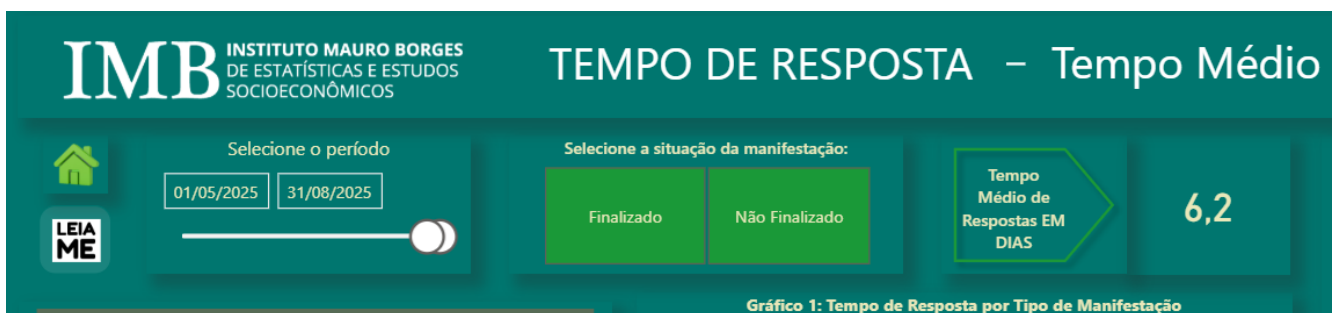 IMB
INSTITUTO MAURO BORGES
DE ESTATÍSTICAS E ESTUDOS
SOCIOECONÔMICOS
TEMPO DE RESPOSTA – Tempo Médio
Selecione o período
01/05/2025 31/08/2025
LEIA
ME
Selecione a situação da manifestação:
Finalizado
Não Finalizado
Tempo
Médio de
Respostas EM
DIAS
6,2
Gráfico 1: Tempo de Resposta por Tipo de Manifestação